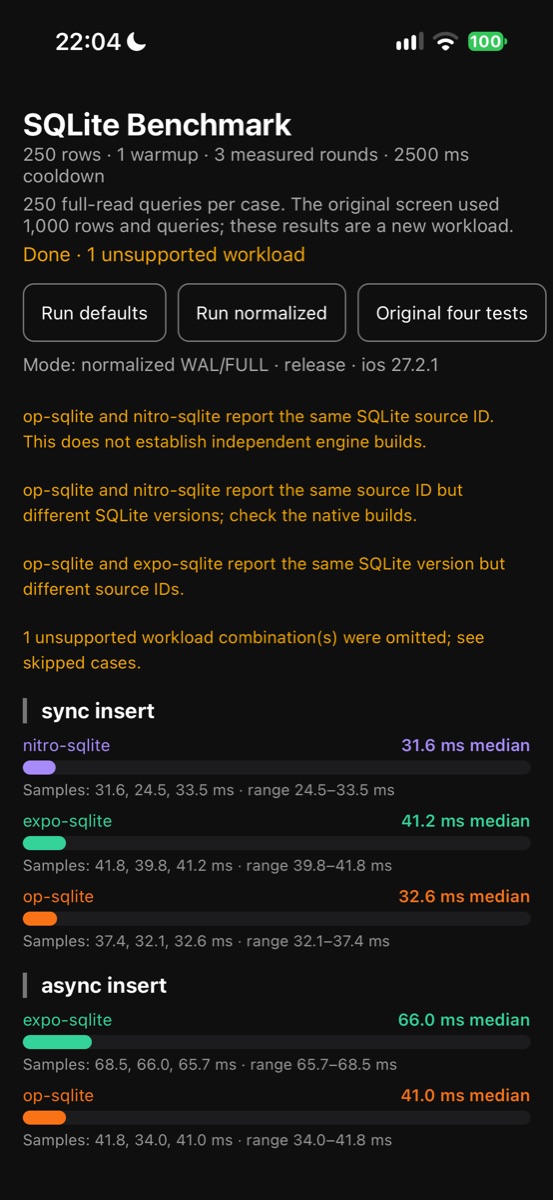 22:04
100
SQLite Benchmark
250 rows · 1 warmup · 3 measured rounds · 2500 ms
cooldown
250 full-read queries per case. The original screen used
1,000 rows and queries; these results are a new workload.
Done · 1 unsupported workload
Run defaults
Run normalized
Original four tests
Mode: normalized WAL/FULL · release · ios 27.2.1
op-sqlite and nitro-sqlite report the same SQLite source ID.
This does not establish independent engine builds.
op-sqlite and nitro-sqlite report the same source ID but
different SQLite versions; check the native builds.
op-sqlite and expo-sqlite report the same SQLite version but
different source IDs.
1 unsupported workload combination(s) were omitted; see
skipped cases.
sync insert
nitro-sqlite 31.6 ms median
Samples: 31.6, 24.5, 33.5 ms · range 24.5–33.5 ms
expo-sqlite 41.2 ms median
Samples: 41.8, 39.8, 41.2 ms · range 39.8–41.8 ms
op-sqlite 32.6 ms median
Samples: 37.4, 32.1, 32.6 ms · range 32.1–37.4 ms
async insert
expo-sqlite 66.0 ms median
Samples: 68.5, 66.0, 65.7 ms · range 65.7–68.5 ms
op-sqlite 41.0 ms median
Samples: 41.8, 34.0, 41.0 ms · range 34.0–41.8 ms